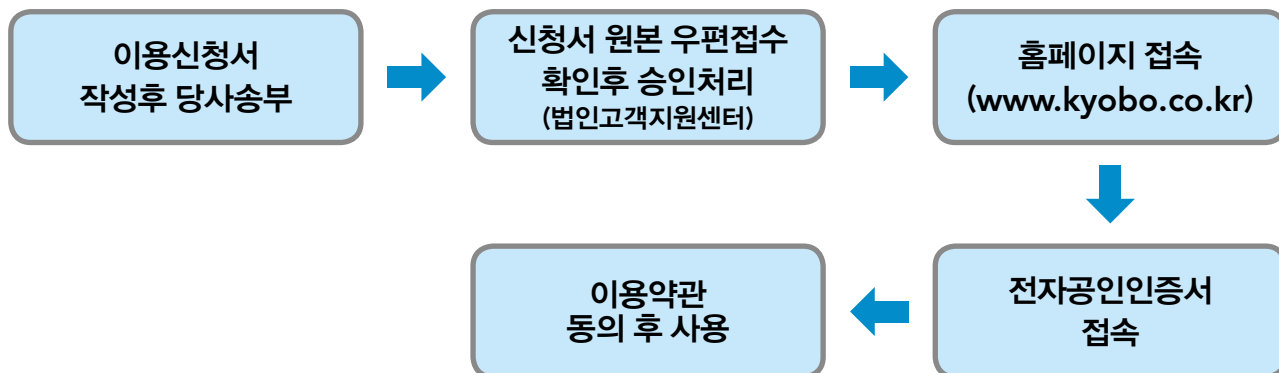 이용신청서
작성후 당사송부
신청서 원본 우편접수
확인후 승인처리
(법인고객지원센터)
홈페이지 접속
(www.kyobo.co.kr)
전자공인인증서
접속
이용약관
동의 후 사용